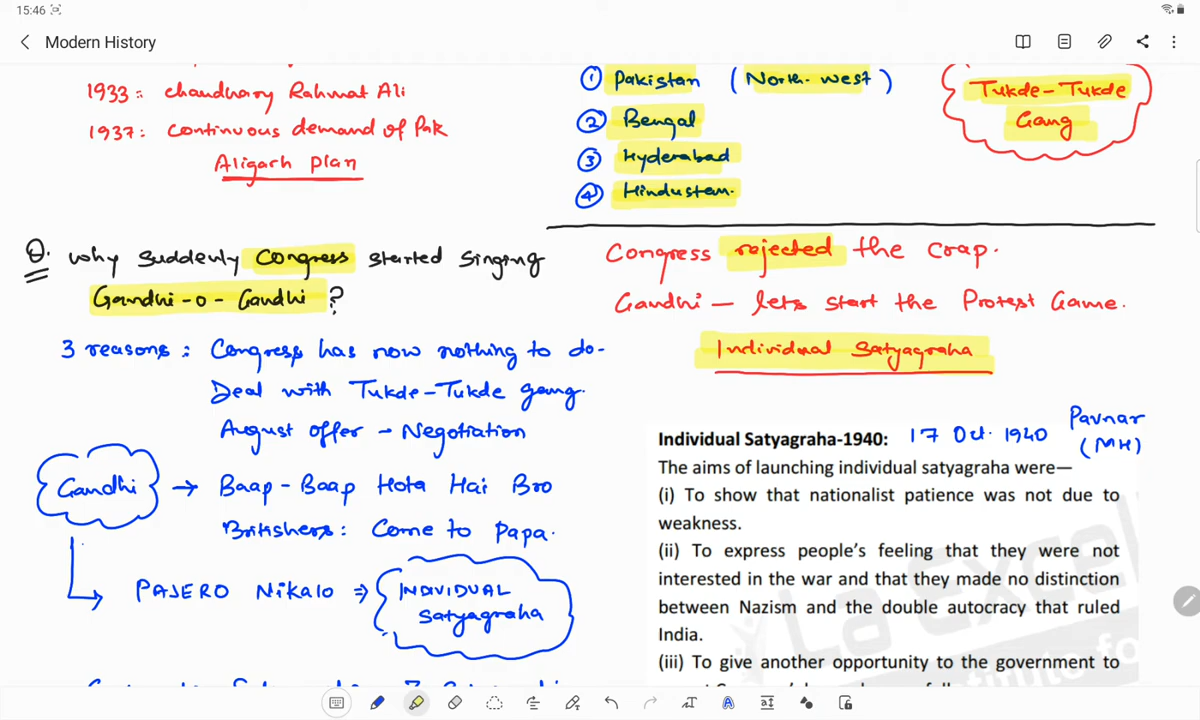 15:46
Modern History
1933: Chandhary Rahmat Ali
1937: Continuous demand of Pak
Aligarh plan
① Pakistan (North-west)
② Bengal
③ Hyderabad
④ Hindustan.
Tukde-Tukde
Gang
Q. Why Suddenly Congress started Singing
Gandhi-o-Gandhi?
3 reasons: Congress has now nothing to do.
Deal with Tukde-Tukde gang.
August offer - Negotiation
Gandhi → Baap-Baap Hota Hai Bro
Britishers: Come to Papa.
PAJERO Nikalo ⇒ INDIVIDUAL
Satyagraha
Congress rejected the crap.
Gandhi — lets start the Protest Game.
Individual Satyagraha
Individual Satyagraha-1940: 17 Oct. 1940 Pavnar
(MH)
The aims of launching individual satyagraha were—
(i) To show that nationalist patience was not due to
weakness.
(ii) To express people's feeling that they were not
interested in the war and that they made no distinction
between Nazism and the double autocracy that ruled
India.
(iii) To give another opportunity to the government to